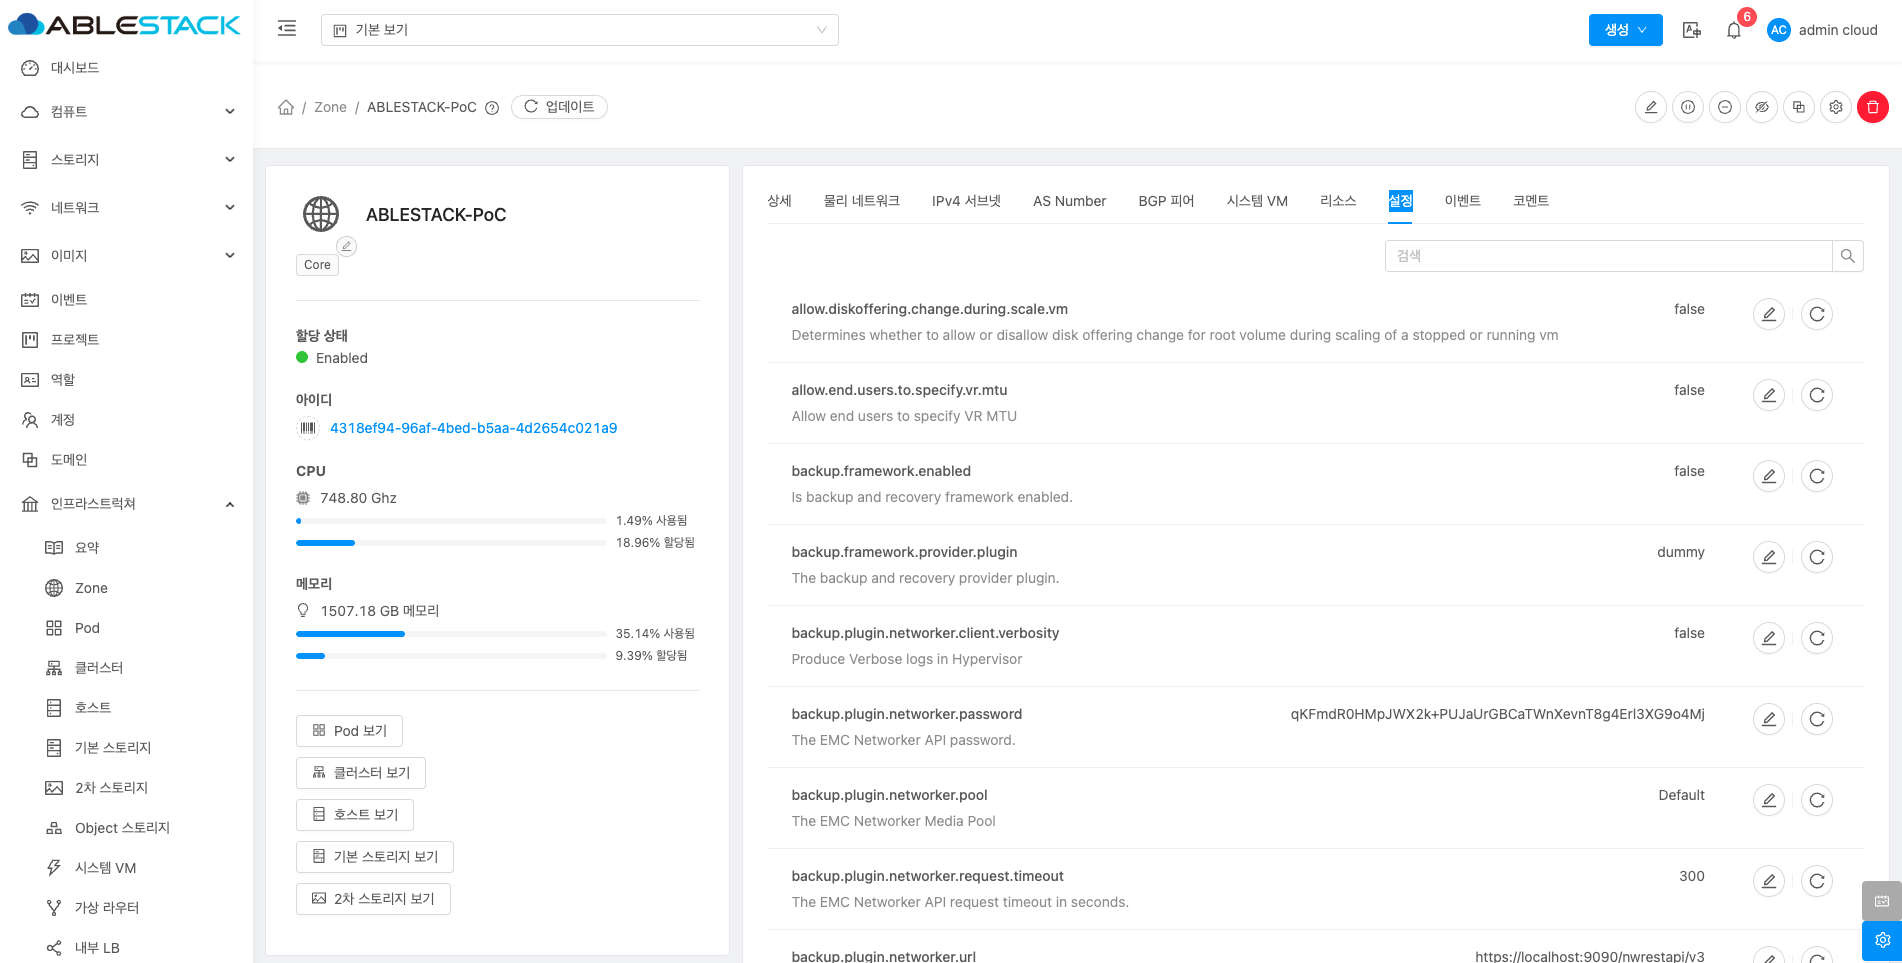 ABLESTACK
기본 보기
생성
6
AC
admin cloud
대시보드
컴퓨트
스토리지
네트워크
이미지
이벤트
프로젝트
역할
계정
도메인
인프라스트럭쳐
요약
Zone
Pod
클러스터
호스트
기본 스토리지
2차 스토리지
Object 스토리지
시스템 VM
가상 라우터
내부 LB
/ Zone / ABLESTACK-PoC
업데이트
ABLESTACK-PoC
Core
할당 상태
Enabled
아이디
4318ef94-96af-4bed-b5aa-4d2654c021a9
CPU
748.80 Ghz
1.49% 사용됨
18.96% 할당됨
메모리
1507.18 GB 메모리
35.14% 사용됨
9.39% 할당됨
Pod 보기
클러스터 보기
호스트 보기
기본 스토리지 보기
2차 스토리지 보기
상세 물리 네트워크 IPv4 서브넷 AS Number BGP 피어 시스템 VM 리소스 설정 이벤트 코멘트
검색
allow.diskoffering.change.during.scale.vm false
Determines whether to allow or disallow disk offering change for root volume during scaling of a stopped or running vm
allow.end.users.to.specify.vr.mtu false
Allow end users to specify VR MTU
backup.framework.enabled false
Is backup and recovery framework enabled.
backup.framework.provider.plugin dummy
The backup and recovery provider plugin.
backup.plugin.networker.client.verbosity false
Produce Verbose logs in Hypervisor
backup.plugin.networker.password qKFmdR0HMpJWX2k+PUJaUrGBCaTWnXevnT8g4Erl3XG9o4Mj
The EMC Networker API password.
backup.plugin.networker.pool Default
The EMC Networker Media Pool
backup.plugin.networker.request.timeout 300
The EMC Networker API request timeout in seconds.
backup.plugin.networker.url https://localhost:9090/nwrestapi/v3